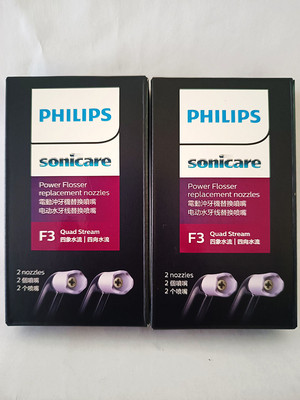 PHILIPS
sonicare
Power Flosser
replacement nozzles
電動沖牙機替換噴嘴
电动水牙线替换喷嘴
F3
Quad Stream
四象水流 | 四向水流
2 nozzles
2 個噴嘴
2 个喷嘴
PHILIPS
sonicare
Power Flosser
replacement nozzles
電動沖牙機替換噴嘴
电动水牙线替换喷嘴
F3
Quad Stream
四象水流 | 四向水流
2 nozzles
2 個噴嘴
2 个喷嘴